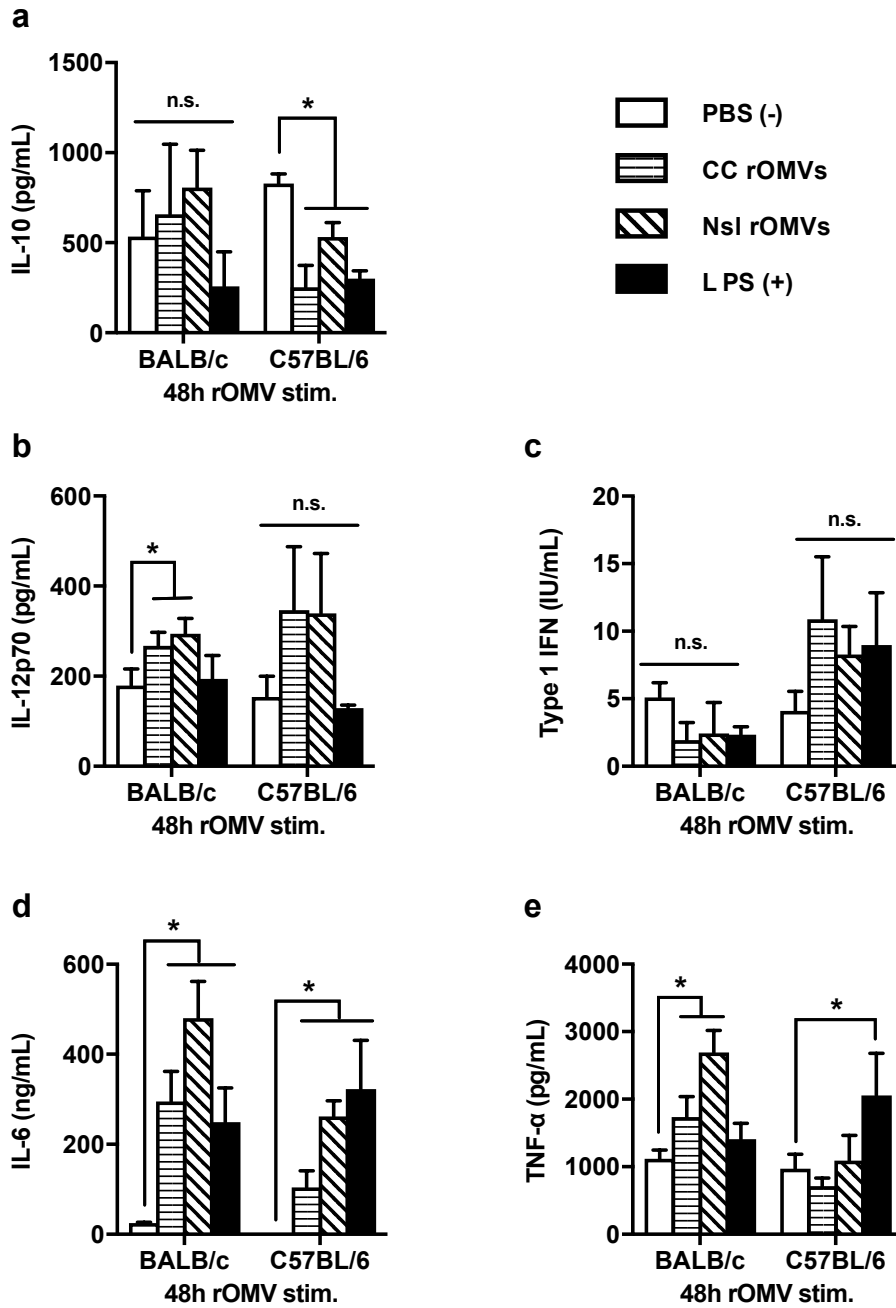 a
1500
1000
500
0
IL-10 (pg/mL)
n.s.
*
BALB/c C57BL/6
48h rOMV stim.
PBS (-)
CC rOMVs
Nsl rOMVs
LPS (+)
b
600
400
200
0
IL-12p70 (pg/mL)
*
n.s.
BALB/c C57BL/6
48h rOMV stim.
c
20
15
10
5
0
Type 1 IFN (IU/mL)
n.s.
n.s.
BALB/c C57BL/6
48h rOMV stim.
d
600
400
200
0
IL-6 (ng/mL)
*
*
BALB/c C57BL/6
48h rOMV stim.
e
4000
3000
2000
1000
0
TNF-α (pg/mL)
*
*
BALB/c C57BL/6
48h rOMV stim.